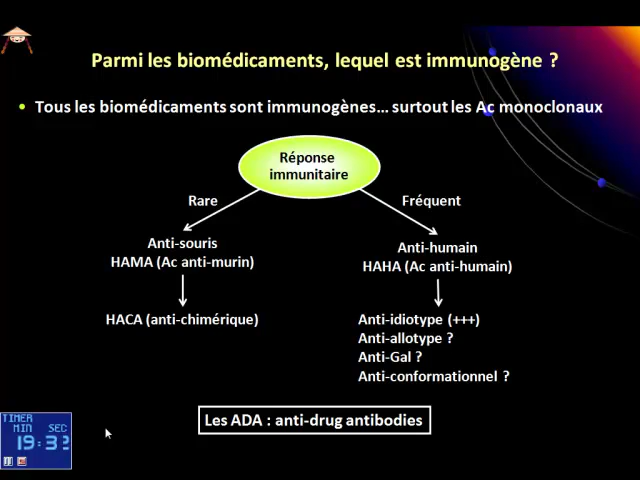 Parmi les biomédicaments, lequel est immunogène ?
• Tous les biomédicaments sont immunogènes... surtout les Ac monoclonaux
Réponse
immunitaire
Rare
Fréquent
Anti-souris
HAMA (Ac anti-murin)
Anti-humain
HAHA (Ac anti-humain)
HACA (anti-chimérique)
Anti-idiotype (+++)
Anti-allotype ?
Anti-Gal ?
Anti-conformationnel ?
Les ADA : anti-drug antibodies
TIMER
MIN SEC